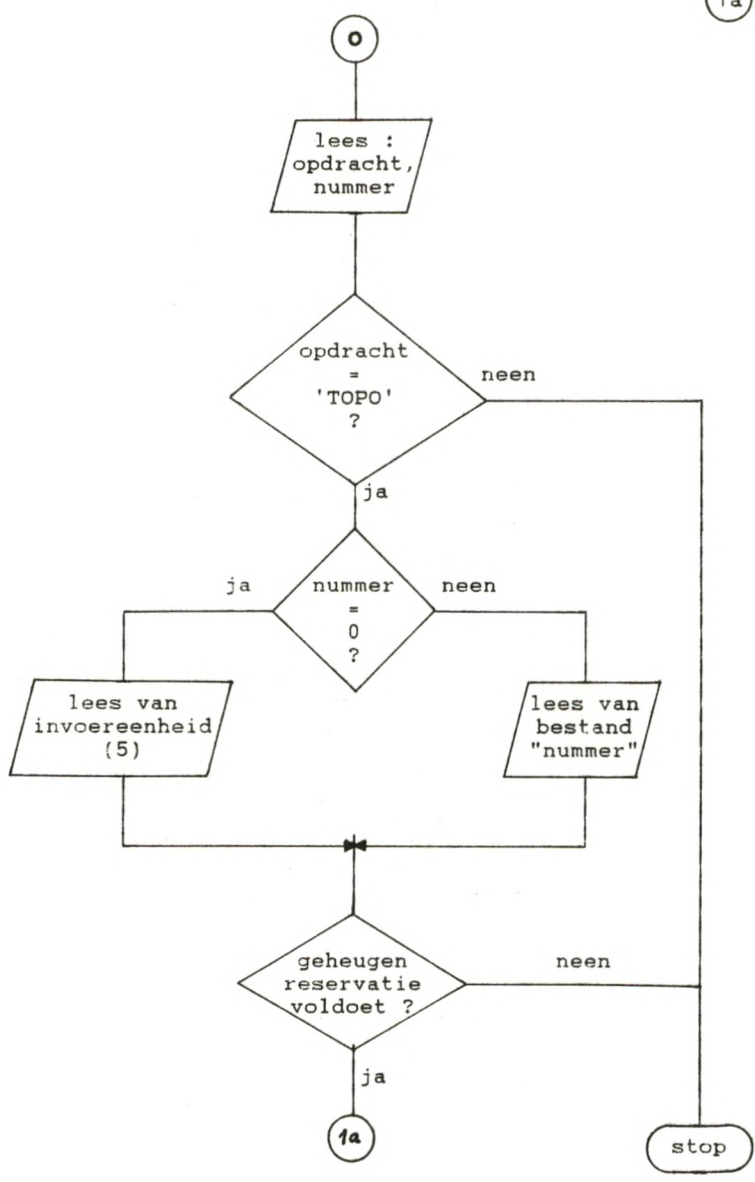 1a
0
lees :
opdracht,
nummer
opdracht
=
'TOPO'
?
neen
ja
ja
nummer
=
0
?
neen
lees van
invoereenheid
(5)
lees van
bestand
"nummer"
geheugen
reservatie
voldoet ?
neen
ja
1a
stop